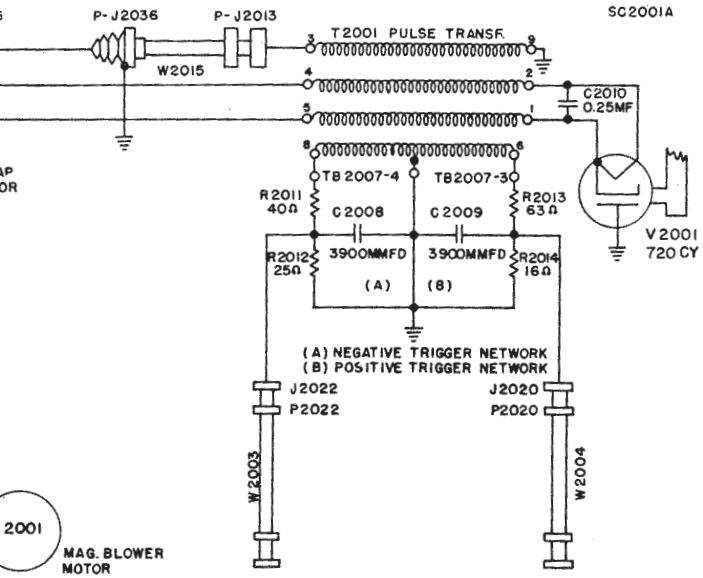 P-J2036
P-J2013
SC2001A
T2001 PULSE TRANSF.
3
9
W2015
4
2
C2010
0.25MF
5
1
8
6
TB2007-4
TB2007-3
R2011
40Ω
C2008
C2009
R2013
63Ω
V2001
720CY
R2012
25Ω
3900MMFD
3900MMFD
R2014
16Ω
(A)
(B)
(A) NEGATIVE TRIGGER NETWORK
(B) POSITIVE TRIGGER NETWORK
J2022
J2020
P2022
P2020
W2003
W2004
2001
MAG. BLOWER
MOTOR
AP
OR